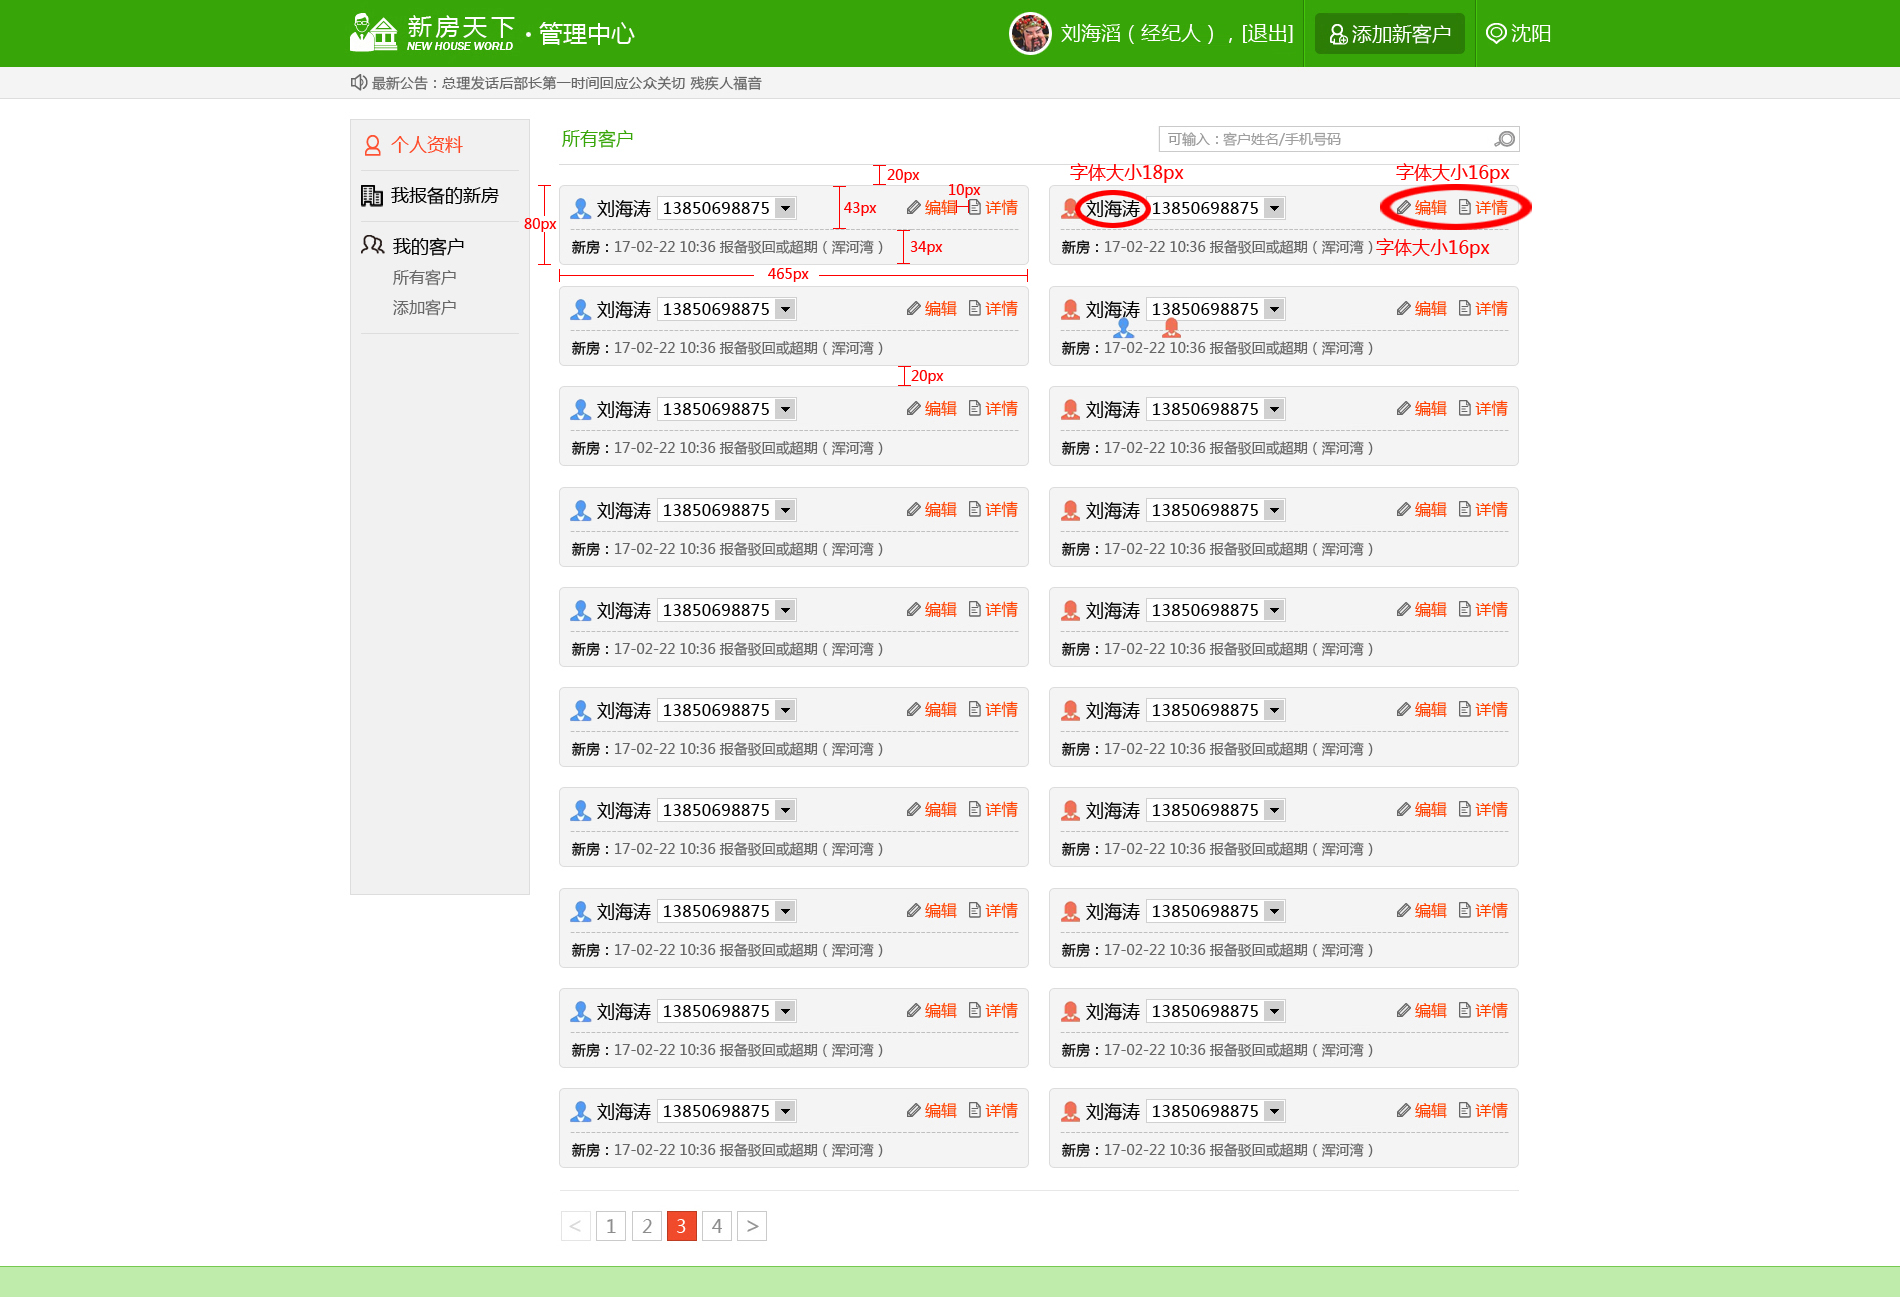 新房天下
NEW HOUSE WORLD
·管理中心
刘海滔（经纪人），[退出]
添加新客户
沈阳
最新公告：总理发话后部长第一时间回应公众关切 残疾人福音
个人资料
我报备的新房
我的客户
所有客户
添加客户
所有客户
可输入：客户姓名/手机号码
20px
字体大小18px
字体大小16px
10px
80px
刘海涛 13850698875 43px 编辑 详情
新房：17-02-22 10:36 报备驳回或超期（浑河湾） 34px
465px
刘海涛 13850698875 编辑 详情
新房：17-02-22 10:36 报备驳回或超期（浑河湾）字体大小16px
刘海涛 13850698875 编辑 详情
新房：17-02-22 10:36 报备驳回或超期（浑河湾）
刘海涛 13850698875 编辑 详情
新房：17-02-22 10:36 报备驳回或超期（浑河湾）
20px
刘海涛 13850698875 编辑 详情
新房：17-02-22 10:36 报备驳回或超期（浑河湾）
刘海涛 13850698875 编辑 详情
新房：17-02-22 10:36 报备驳回或超期（浑河湾）
刘海涛 13850698875 编辑 详情
新房：17-02-22 10:36 报备驳回或超期（浑河湾）
刘海涛 13850698875 编辑 详情
新房：17-02-22 10:36 报备驳回或超期（浑河湾）
刘海涛 13850698875 编辑 详情
新房：17-02-22 10:36 报备驳回或超期（浑河湾）
刘海涛 13850698875 编辑 详情
新房：17-02-22 10:36 报备驳回或超期（浑河湾）
刘海涛 13850698875 编辑 详情
新房：17-02-22 10:36 报备驳回或超期（浑河湾）
刘海涛 13850698875 编辑 详情
新房：17-02-22 10:36 报备驳回或超期（浑河湾）
刘海涛 13850698875 编辑 详情
新房：17-02-22 10:36 报备驳回或超期（浑河湾）
刘海涛 13850698875 编辑 详情
新房：17-02-22 10:36 报备驳回或超期（浑河湾）
刘海涛 13850698875 编辑 详情
新房：17-02-22 10:36 报备驳回或超期（浑河湾）
刘海涛 13850698875 编辑 详情
新房：17-02-22 10:36 报备驳回或超期（浑河湾）
刘海涛 13850698875 编辑 详情
新房：17-02-22 10:36 报备驳回或超期（浑河湾）
刘海涛 13850698875 编辑 详情
新房：17-02-22 10:36 报备驳回或超期（浑河湾）
刘海涛 13850698875 编辑 详情
新房：17-02-22 10:36 报备驳回或超期（浑河湾）
刘海涛 13850698875 编辑 详情
新房：17-02-22 10:36 报备驳回或超期（浑河湾）
< 1 2 3 4 >